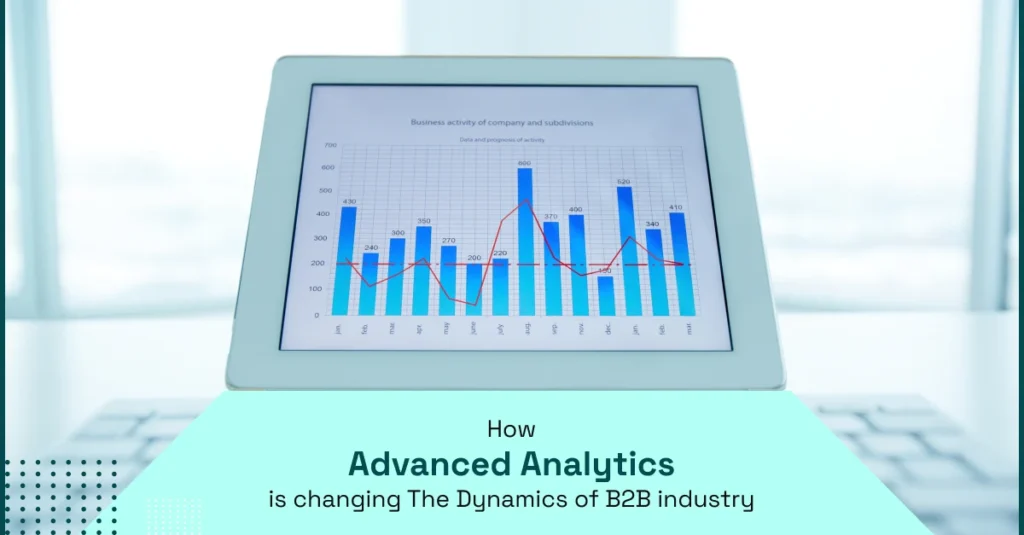 Business activity of company and subdivisions
Data and prognoses of activity
700
600
500
400
300
200
100
0
430
240
300
350
270
200
220
600
370
400
150
520
340
410
jan.
feb.
mar.
apr.
may
june
july
aug.
sep.
nov.
dec.
jan.
feb.
mar.
How
Advanced Analytics
is changing The Dynamics of B2B industry